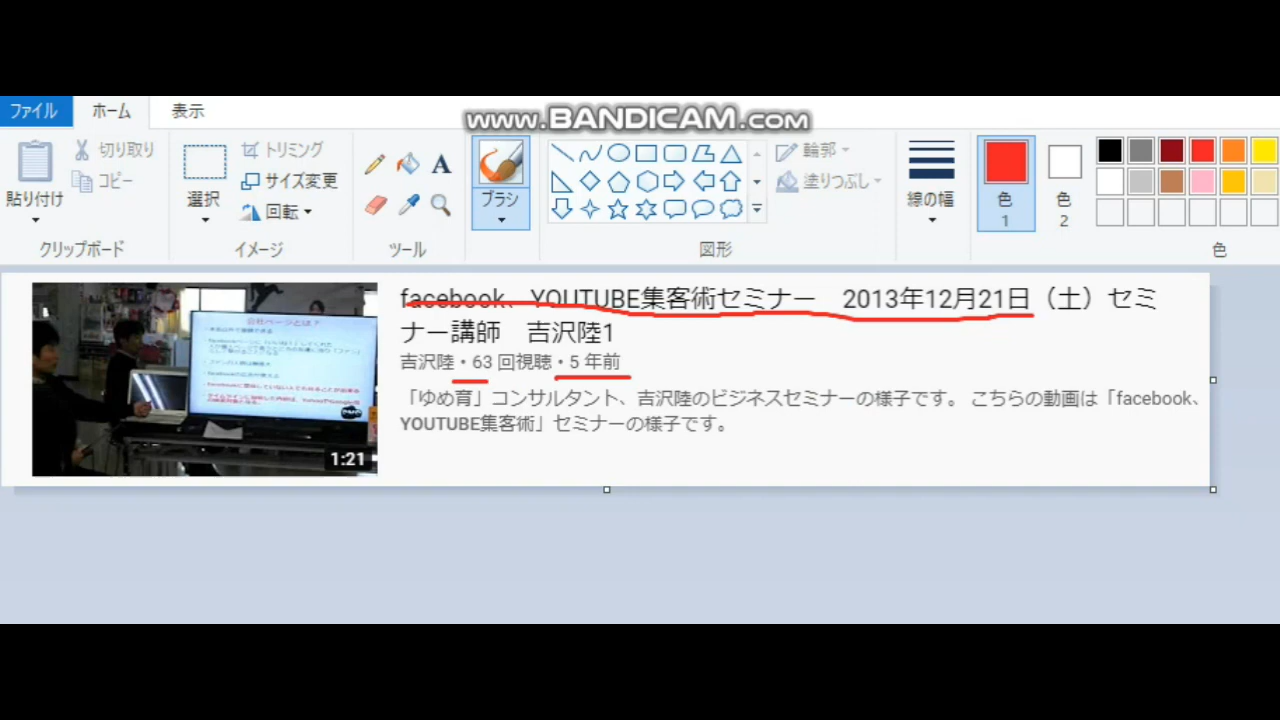 www.BANDICAM.com
ファイル ホーム 表示
貼り付け
切り取り
コピー
クリップボード
選択
トリミング
サイズ変更
回転
イメージ
A
ツール
ブラシ
輪郭
塗りつぶし
図形
線の幅
色
1
色
2
色
facebook、YOUTUBE集客術セミナー 2013年12月21日（土）セミ
ナー講師 吉沢陸1
吉沢陸・63 回視聴・5 年前
「ゆめ育」コンサルタント、吉沢陸のビジネスセミナーの様子です。 こちらの動画は「facebook、
YOUTUBE集客術」セミナーの様子です。
会社ページとは？
1:21